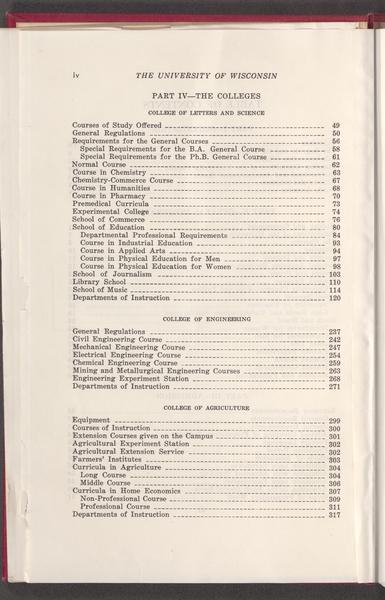 iv THE UNIVERSITY OF WISCONSIN
PART IV—THE COLLEGES
COLLEGE OF LETTERS AND SCIENCE
Courses of Study Offered 49
General Regulations 50
Requirements for the General Courses 56
Special Requirements for the B.A. General Course 58
Special Requirements for the Ph.B. General Course 61
Normal Course 62
Course in Chemistry 63
Chemistry-Commerce Course 67
Course in Humanities 68
Course in Pharmacy 70
Premedical Curricula 73
Experimental College 74
School of Commerce 76
School of Education 80
Departmental Professional Requirements 84
Course in Industrial Education 93
Course in Applied Arts 94
Course in Physical Education for Men 97
Course in Physical Education for Women 98
School of Journalism 103
Library School 110
School of Music 114
Departments of Instruction 120
COLLEGE OF ENGINEERING
General Regulations 237
Civil Engineering Course 242
Mechanical Engineering Course 247
Electrical Engineering Course 254
Chemical Engineering Course 259
Mining and Metallurgical Engineering Courses 263
Engineering Experiment Station 268
Departments of Instruction 271
COLLEGE OF AGRICULTURE
Equipment 299
Courses of Instruction 300
Extension Courses given on the Campus 301
Agricultural Experiment Station 302
Agricultural Extension Service 302
Farmers' Institutes 303
Curricula in Agriculture 304
Long Course 304
Middle Course 306
Curricula in Home Economics 307
Non-Professional Course 309
Professional Course 311
Departments of Instruction 317